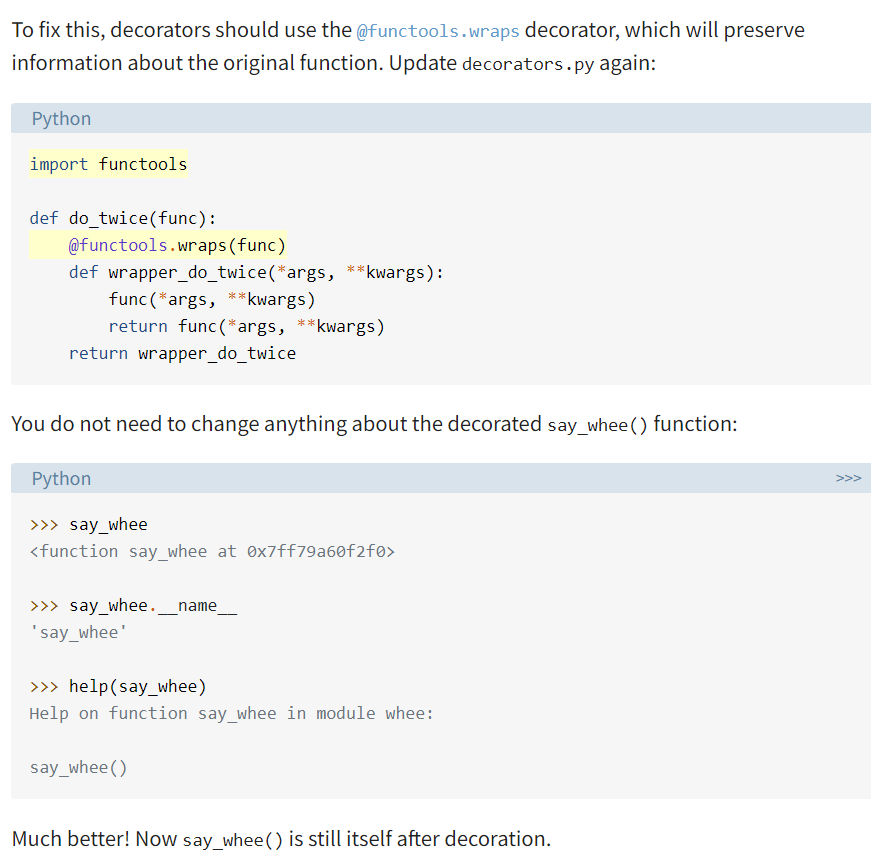 To fix this, decorators should use the @functools.wraps decorator, which will preserve
information about the original function. Update decorators.py again:
Python
import functools
def do_twice(func):
    @functools.wraps(func)
    def wrapper_do_twice(*args, **kwargs):
        func(*args, **kwargs)
        return func(*args, **kwargs)
    return wrapper_do_twice
You do not need to change anything about the decorated say_whee() function:
Python >>>
>>> say_whee
<function say_whee at 0x7ff79a60f2f0>
>>> say_whee.__name__
'say_whee'
>>> help(say_whee)
Help on function say_whee in module whee:
say_whee()
Much better! Now say_whee() is still itself after decoration.